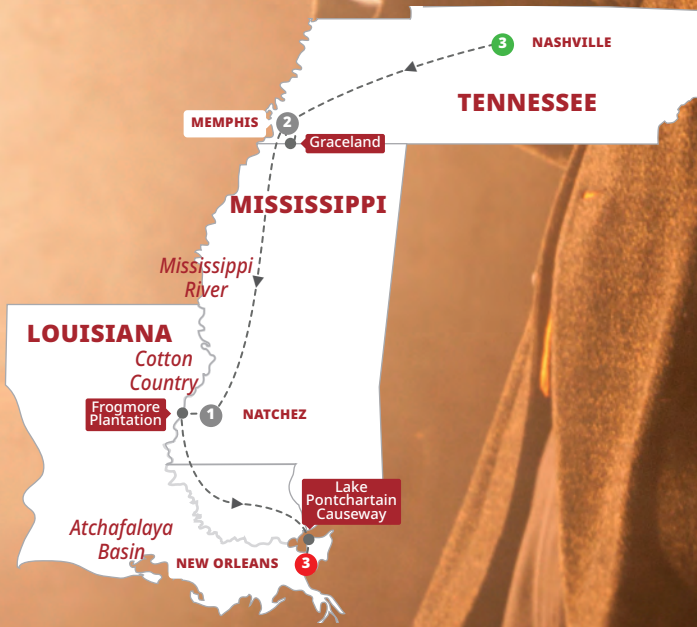 3
NASHVILLE
TENNESSEE
MEMPHIS
2
Graceland
MISSISSIPPI
Mississippi
River
LOUISIANA
Cotton
Country
Frogmore
Plantation
1
NATCHEZ
Lake
Pontchartain
Causeway
Atchafalaya
Basin
NEW ORLEANS
3